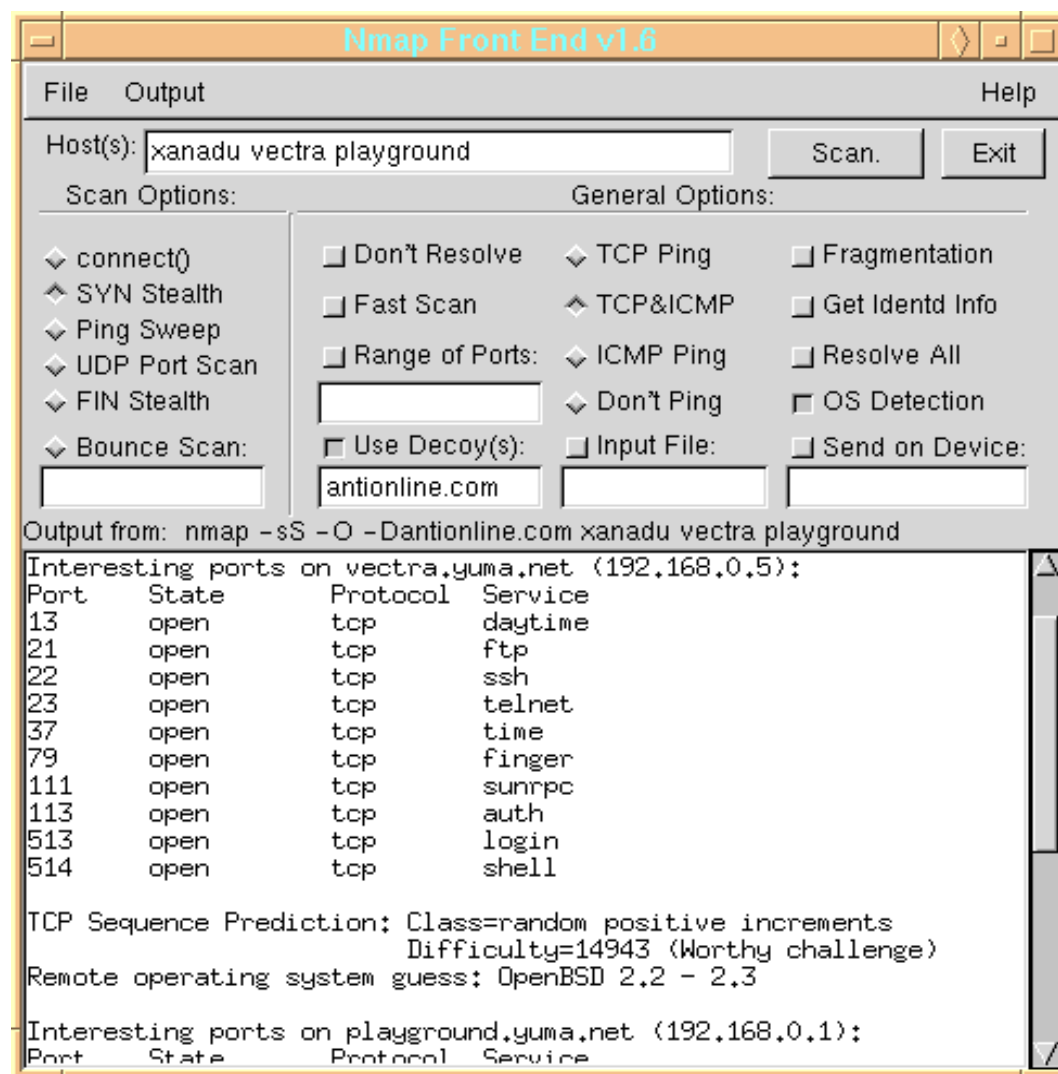 Nmap Front End v1.6
File Output Help
Host(s): xanadu vectra playground Scan. Exit
Scan Options: General Options:
connect() Don't Resolve TCP Ping Fragmentation
SYN Stealth Fast Scan TCP&ICMP Get Identd Info
Ping Sweep Range of Ports: ICMP Ping Resolve All
UDP Port Scan
FIN Stealth Don't Ping OS Detection
Bounce Scan: Use Decoy(s): Input File: Send on Device:
antionline.com
Output from: nmap -sS -O -Dantionline.com xanadu vectra playground
Interesting ports on vectra.yuma.net (192.168.0.5):
Port State Protocol Service
13 open tcp daytime
21 open tcp ftp
22 open tcp ssh
23 open tcp telnet
37 open tcp time
79 open tcp finger
111 open tcp sunrpc
113 open tcp auth
513 open tcp login
514 open tcp shell
TCP Sequence Prediction: Class=random positive increments
Difficulty=14943 (Worthy challenge)
Remote operating system guess: OpenBSD 2.2 - 2.3
Interesting ports on playground.yuma.net (192.168.0.1):
Port State Protocol Service